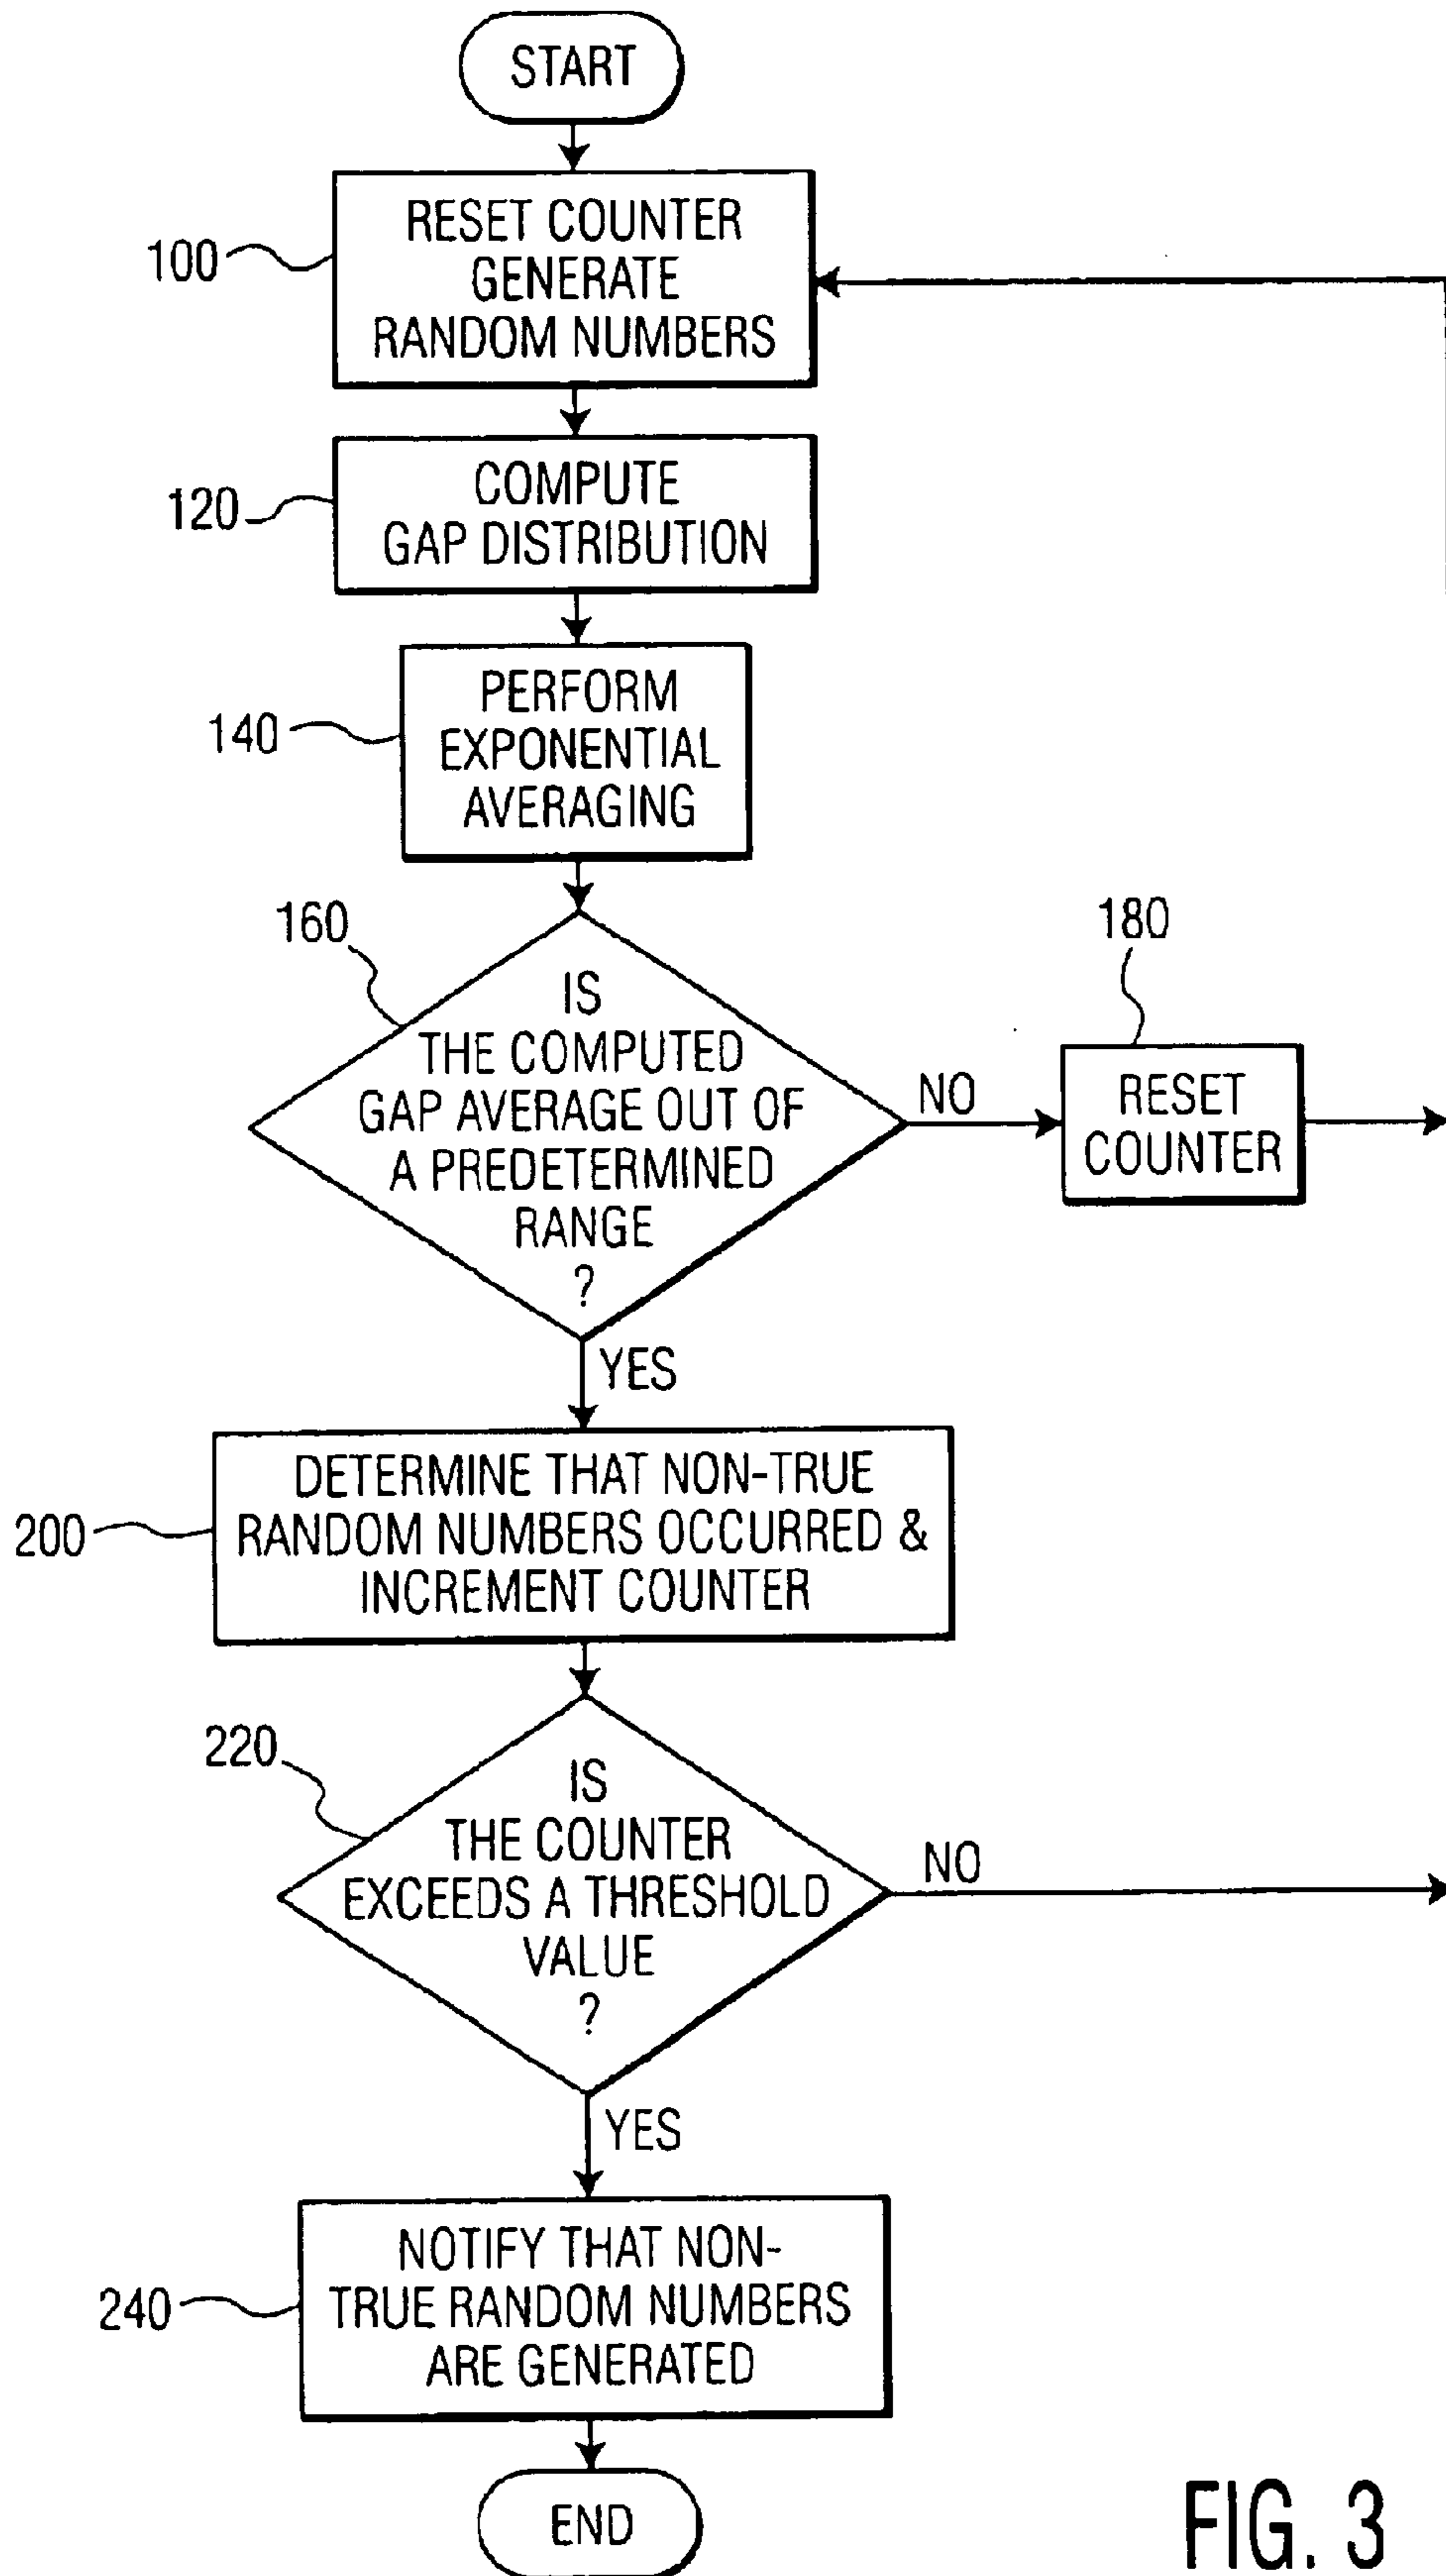 START
100
RESET COUNTER
GENERATE
RANDOM NUMBERS
120
COMPUTE
GAP DISTRIBUTION
140
PERFORM
EXPONENTIAL
AVERAGING
160
IS
THE COMPUTED
GAP AVERAGE OUT OF
A PREDETERMINED
RANGE
?
NO
180
RESET
COUNTER
YES
200
DETERMINE THAT NON-TRUE
RANDOM NUMBERS OCCURRED &
INCREMENT COUNTER
220
IS
THE COUNTER
EXCEEDS A THRESHOLD
VALUE
?
NO
YES
240
NOTIFY THAT NON-
TRUE RANDOM NUMBERS
ARE GENERATED
END
FIG. 3